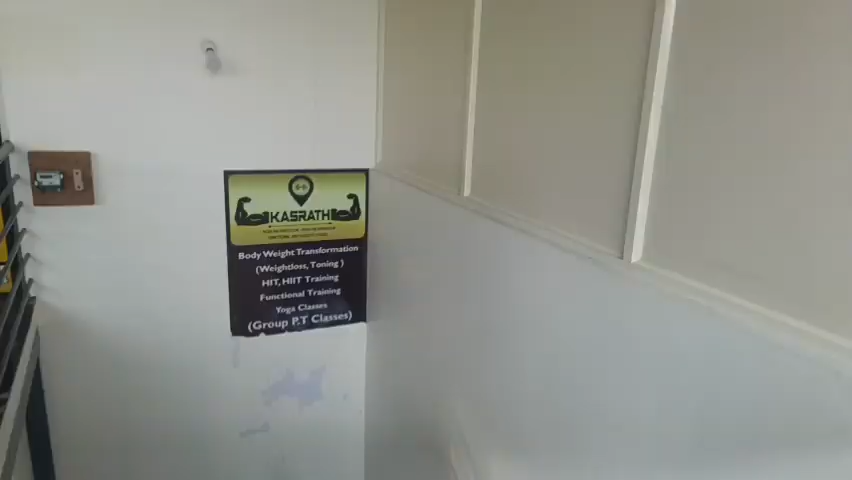 KASRATH
Body Weight Transformation
(Weightloss, Toning )
HIT, HIIT Training
Functional Training
Yoga Classes
(Group P.T Classes)